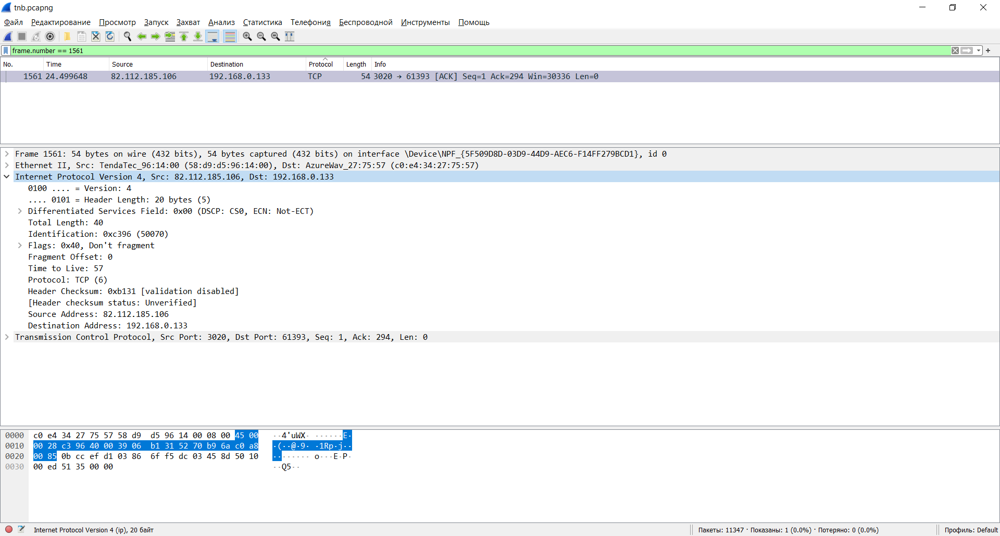 tnb.pcapng
Файл Редактирование Просмотр Запуск Захват Анализ Статистика Телефония Беспроводной Инструменты Помощь
frame.number == 1561
No. Time Source Destination Protocol Length Info
1561 24.499648 82.112.185.106 192.168.0.133 TCP 54 3020 → 61393 [ACK] Seq=1 Ack=294 Win=30336 Len=0
Frame 1561: 54 bytes on wire (432 bits), 54 bytes captured (432 bits) on interface \Device\NPF_{5F509D8D-03D9-44D9-AEC6-F14FF279BCD1}, id 0
Ethernet II, Src: TendaTec_96:14:00 (58:d9:d5:96:14:00), Dst: AzureWav_27:75:57 (c0:e4:34:27:75:57)
Internet Protocol Version 4, Src: 82.112.185.106, Dst: 192.168.0.133
0100 .... = Version: 4
.... 0101 = Header Length: 20 bytes (5)
Differentiated Services Field: 0x00 (DSCP: CS0, ECN: Not-ECT)
Total Length: 40
Identification: 0xc396 (50070)
Flags: 0x40, Don't fragment
Fragment Offset: 0
Time to Live: 57
Protocol: TCP (6)
Header Checksum: 0xb131 [validation disabled]
[Header checksum status: Unverified]
Source Address: 82.112.185.106
Destination Address: 192.168.0.133
Transmission Control Protocol, Src Port: 3020, Dst Port: 61393, Seq: 1, Ack: 294, Len: 0
0000 c0 e4 34 27 75 57 58 d9 d5 96 14 00 08 00 45 00 ··4'uWX· ······E·
0010 00 28 c3 96 40 00 39 06 b1 31 52 70 b9 6a c0 a8 ·(··@·9· ·1Rp·j··
0020 00 85 0b cc ef d1 03 86 6f f5 dc 03 45 8d 50 10 ········ o···E·P·
0030 00 ed 51 35 00 00 ··Q5··
Internet Protocol Version 4 (ip), 20 байт Пакеты: 11347 · Показаны: 1 (0.0%) · Потеряно: 0 (0.0%) Профиль: Default